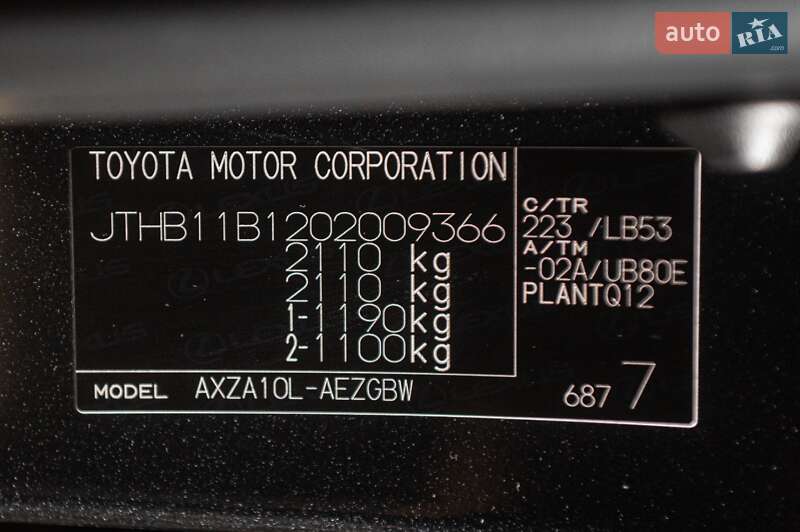 auto RIA.com
TOYOTA MOTOR CORPORATION
JTHB11B1202009366
2110 kg
2110 kg
1-1190kg
2-1100kg
MODEL AXZA10L-AEZGBW
C/TR
223 /LB53
A/TM
-02A/UB80E
PLANTQ12
687 7